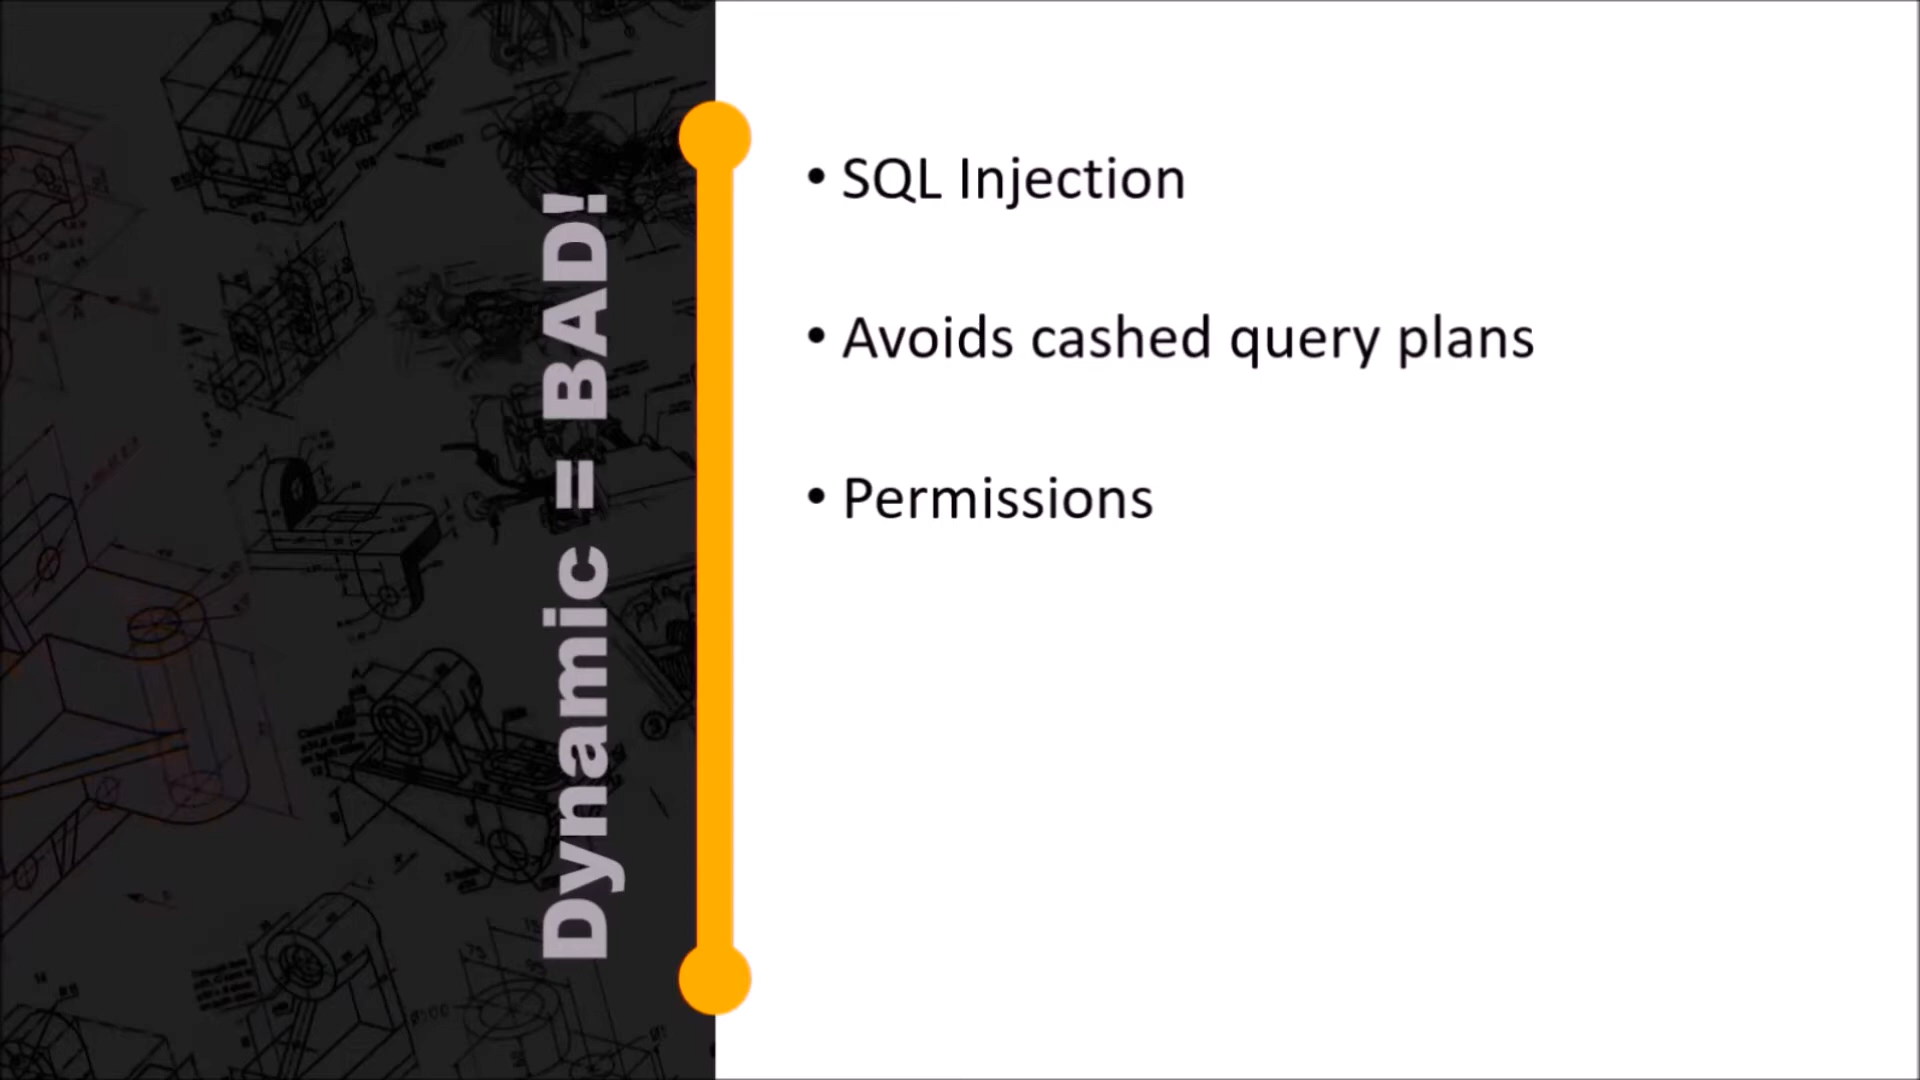 Dynamic = BAD!
• SQL Injection
• Avoids cashed query plans
• Permissions